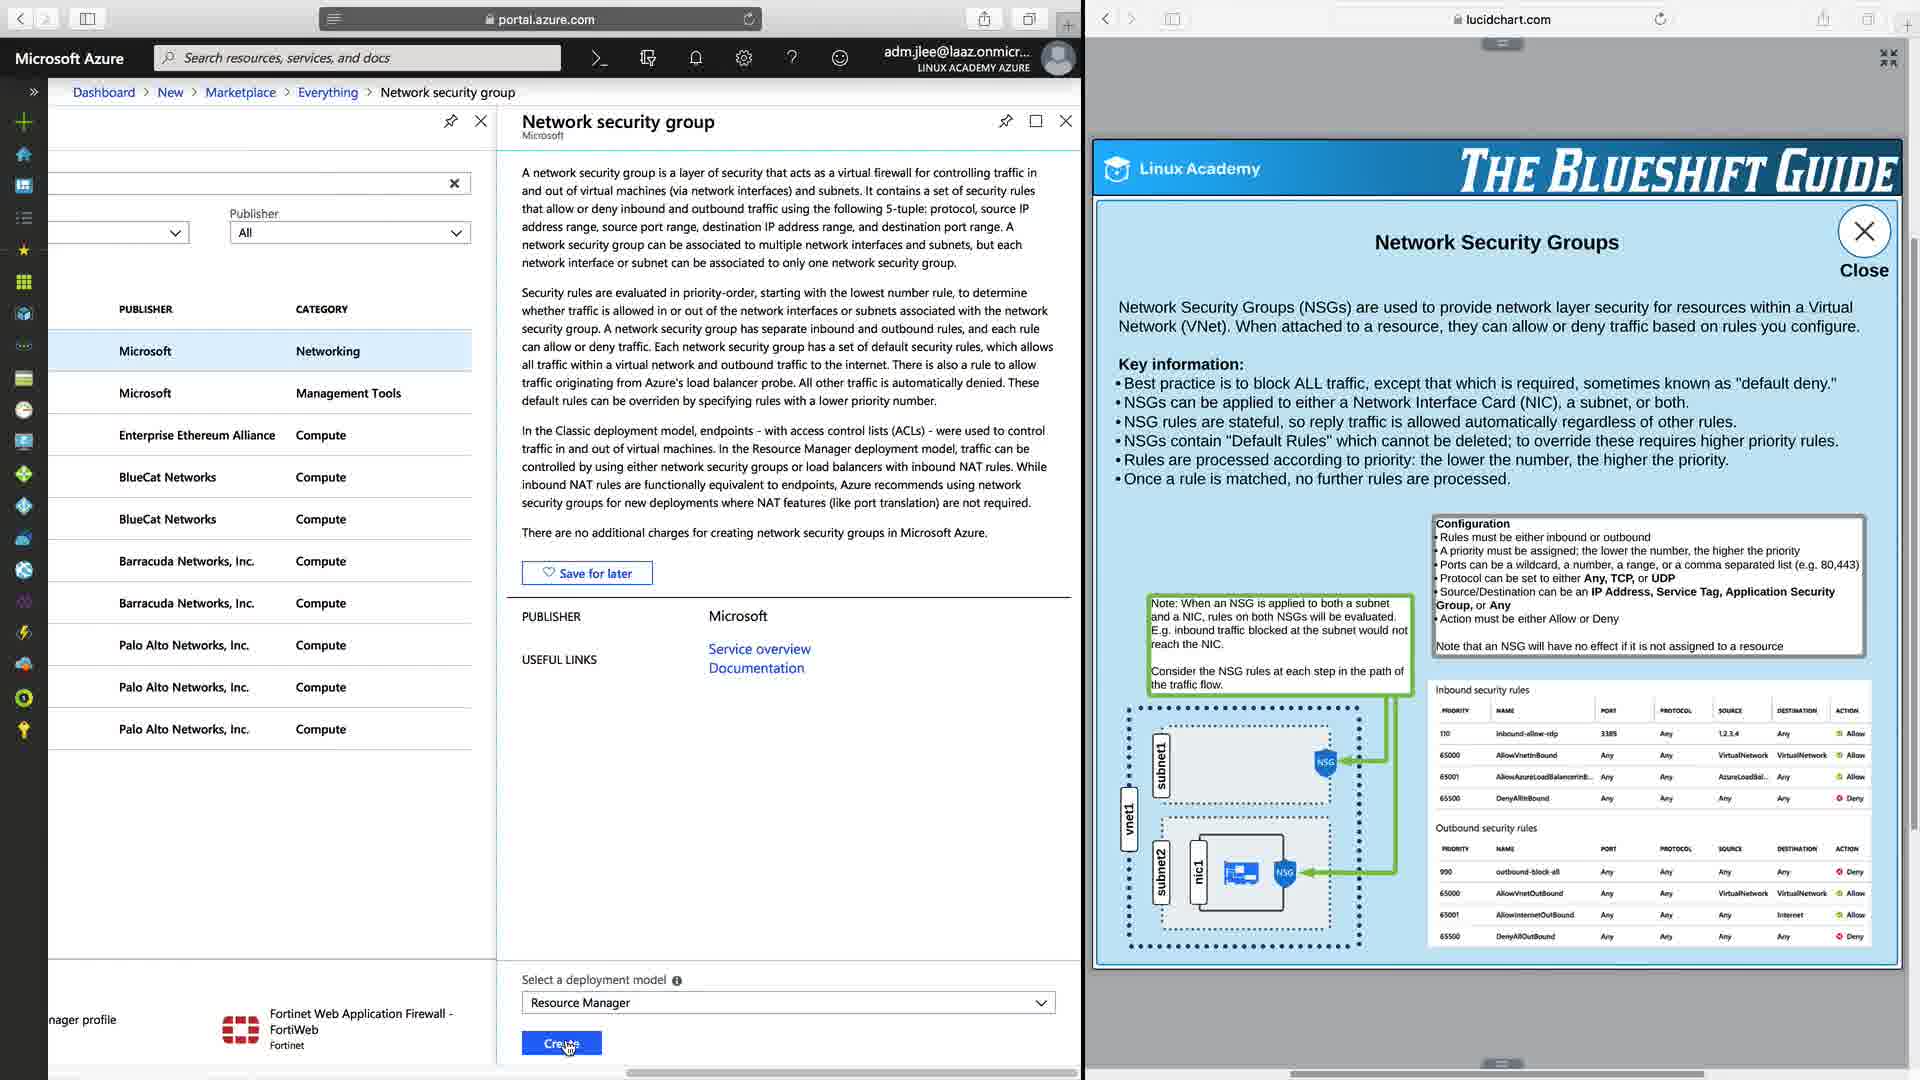 portal.azure.com
Microsoft Azure
Search resources, services, and docs
adm.jlee@laaz.onmicr...
LINUX ACADEMY AZURE
Dashboard > New > Marketplace > Everything > Network security group
Publisher
All
PUBLISHER CATEGORY
Microsoft Networking
Microsoft Management Tools
Enterprise Ethereum Alliance Compute
BlueCat Networks Compute
BlueCat Networks Compute
Barracuda Networks, Inc. Compute
Barracuda Networks, Inc. Compute
Palo Alto Networks, Inc. Compute
Palo Alto Networks, Inc. Compute
Palo Alto Networks, Inc. Compute
nager profile
Fortinet Web Application Firewall -
FortiWeb
Fortinet
Network security group
Microsoft
A network security group is a layer of security that acts as a virtual firewall for controlling traffic in
and out of virtual machines (via network interfaces) and subnets. It contains a set of security rules
that allow or deny inbound and outbound traffic using the following 5-tuple: protocol, source IP
address range, source port range, destination IP address range, and destination port range. A
network security group can be associated to multiple network interfaces and subnets, but each
network interface or subnet can be associated to only one network security group.
Security rules are evaluated in priority-order, starting with the lowest number rule, to determine
whether traffic is allowed in or out of the network interfaces or subnets associated with the network
security group. A network security group has separate inbound and outbound rules, and each rule
can allow or deny traffic. Each network security group has a set of default security rules, which allows
all traffic within a virtual network and outbound traffic to the internet. There is also a rule to allow
traffic originating from Azure's load balancer probe. All other traffic is automatically denied. These
default rules can be overriden by specifying rules with a lower priority number.
In the Classic deployment model, endpoints - with access control lists (ACLs) - were used to control
traffic in and out of virtual machines. In the Resource Manager deployment model, traffic can be
controlled by using either network security groups or load balancers with inbound NAT rules. While
inbound NAT rules are functionally equivalent to endpoints, Azure recommends using network
security groups for new deployments where NAT features (like port translation) are not required.
There are no additional charges for creating network security groups in Microsoft Azure.
Save for later
PUBLISHER Microsoft
USEFUL LINKS
Service overview
Documentation
Select a deployment model
Resource Manager
Create
lucidchart.com
Linux Academy
THE BLUESHIFT GUIDE
Network Security Groups
Close
Network Security Groups (NSGs) are used to provide network layer security for resources within a Virtual
Network (VNet). When attached to a resource, they can allow or deny traffic based on rules you configure.
Key information:
• Best practice is to block ALL traffic, except that which is required, sometimes known as "default deny."
• NSGs can be applied to either a Network Interface Card (NIC), a subnet, or both.
• NSG rules are stateful, so reply traffic is allowed automatically regardless of other rules.
• NSGs contain "Default Rules" which cannot be deleted; to override these requires higher priority rules.
• Rules are processed according to priority: the lower the number, the higher the priority.
• Once a rule is matched, no further rules are processed.
Configuration
• Rules must be either inbound or outbound
• A priority must be assigned; the lower the number, the higher the priority
• Ports can be a wildcard, a number, a range, or a comma separated list (e.g. 80,443)
• Protocol can be set to either Any, TCP, or UDP
• Source/Destination can be an IP Address, Service Tag, Application Security
Group, or Any
• Action must be either Allow or Deny
Note that an NSG will have no effect if it is not assigned to a resource
Note: When an NSG is applied to both a subnet
and a NIC, rules on both NSGs will be evaluated.
E.g. inbound traffic blocked at the subnet would not
reach the NIC.
Consider the NSG rules at each step in the path of
the traffic flow.
vnet1
subnet1
NSG
subnet2
nic1
NSG
Inbound security rules
PRIORITY NAME PORT PROTOCOL SOURCE DESTINATION ACTION
110 inbound-allow-rdp 3389 Any 1.2.3.4 Any Allow
65000 AllowVnetInBound Any Any VirtualNetwork VirtualNetwork Allow
65001 AllowAzureLoadBalancerInB... Any Any AzureLoadBal... Any Allow
65500 DenyAllInBound Any Any Any Any Deny
Outbound security rules
PRIORITY NAME PORT PROTOCOL SOURCE DESTINATION ACTION
990 outbound-block-all Any Any Any Any Deny
65000 AllowVnetOutBound Any Any VirtualNetwork VirtualNetwork Allow
65001 AllowInternetOutBound Any Any Any Internet Allow
65500 DenyAllOutBound Any Any Any Any Deny